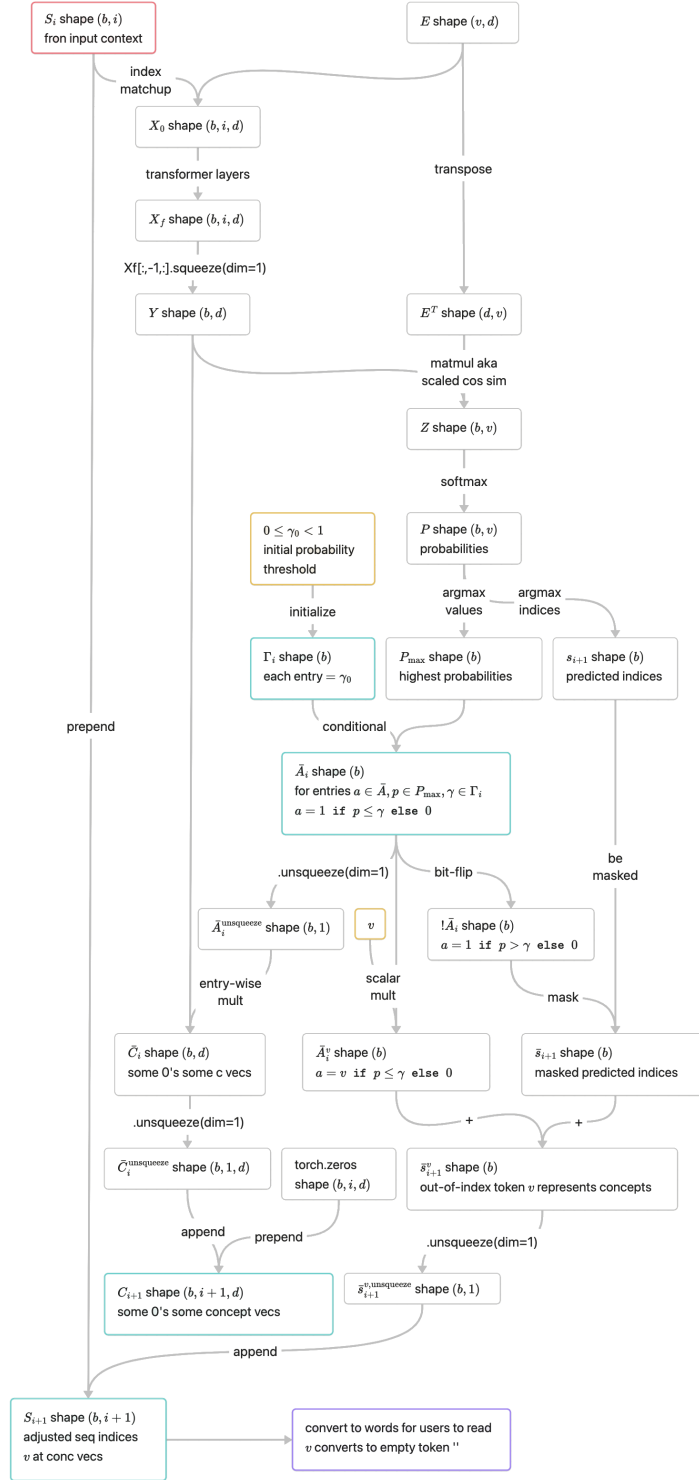 S_i shape (b, i)
fron input context
E shape (v, d)
index
matchup
X_0 shape (b, i, d)
transformer layers
transpose
X_f shape (b, i, d)
Xf[:,-1,:].squeeze(dim=1)
Y shape (b, d)
E^T shape (d, v)
matmul aka
scaled cos sim
Z shape (b, v)
softmax
0 ≤ γ_0 < 1
initial probability
threshold
P shape (b, v)
probabilities
initialize
argmax
values
argmax
indices
Γ_i shape (b)
each entry = γ_0
P_max shape (b)
highest probabilities
s_{i+1} shape (b)
predicted indices
prepend
conditional
Ā_i shape (b)
for entries a ∈ Ā, p ∈ P_max, γ ∈ Γ_i
a = 1 if p ≤ γ else 0
be
masked
.unsqueeze(dim=1)
bit-flip
Ā_i^unsqueeze shape (b, 1)
v
!Ā_i shape (b)
a = 1 if p > γ else 0
entry-wise
mult
scalar
mult
mask
C̄_i shape (b, d)
some 0's some c vecs
Ā_i^v shape (b)
a = v if p ≤ γ else 0
s̄_{i+1} shape (b)
masked predicted indices
.unsqueeze(dim=1)
+
+
C̄_i^unsqueeze shape (b, 1, d)
torch.zeros
shape (b, i, d)
s̄_{i+1}^v shape (b)
out-of-index token v represents concepts
append
prepend
.unsqueeze(dim=1)
C_{i+1} shape (b, i + 1, d)
some 0's some concept vecs
s̄_{i+1}^{v,unsqueeze} shape (b, 1)
append
S_{i+1} shape (b, i + 1)
adjusted seq indices
v at conc vecs
convert to words for users to read
v converts to empty token ''